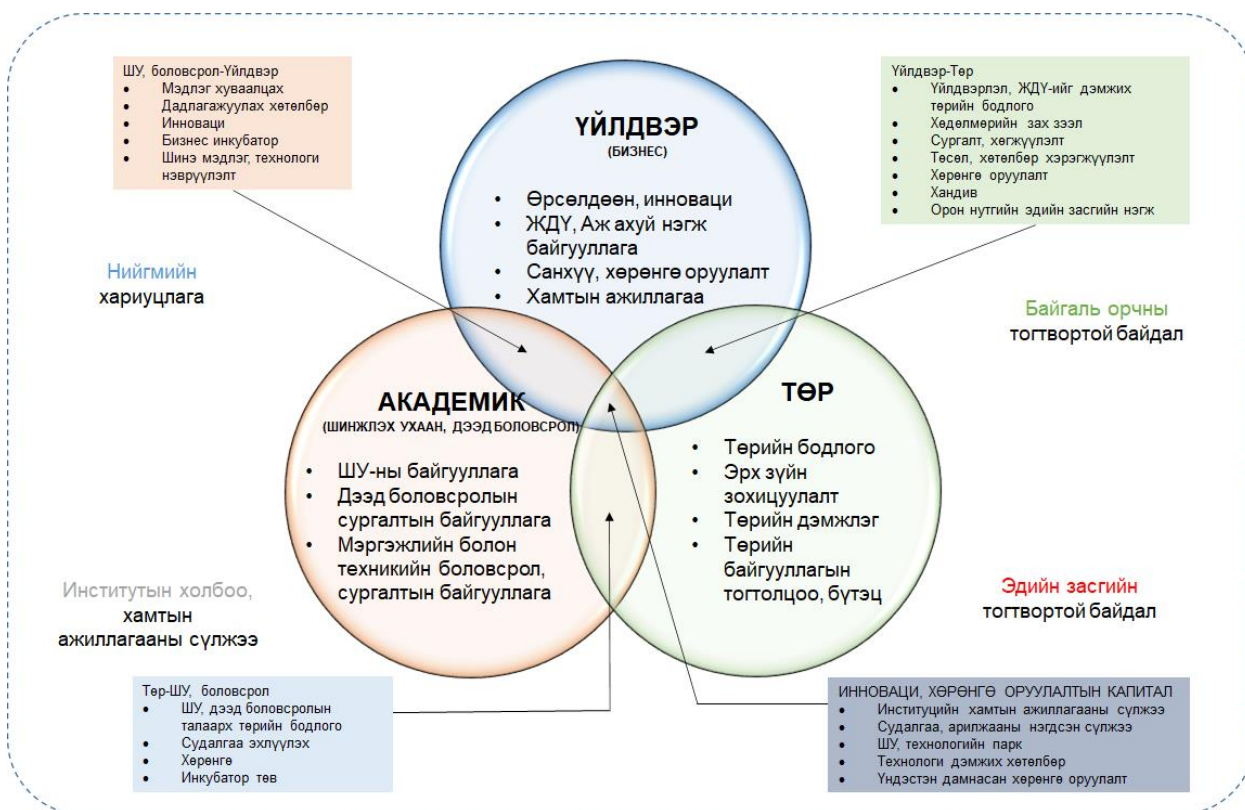 ШУ, боловсрол-Үйлдвэр
• Мэдлэг хуваалцах
• Дадлагажуулах хөтөлбөр
• Инноваци
• Бизнес инкубатор
• Шинэ мэдлэг, технологи
нэврүүлэлт
ҮЙЛДВЭР
(БИЗНЕС)
• Өрсөлдөөн, инноваци
• ЖДҮ, Аж ахуй нэгж
байгууллага
• Санхүү, хөрөнгө оруулалт
• Хамтын ажиллагаа
Үйлдвэр-Төр
• Үйлдвэрлэл, ЖДҮ-ийг дэмжих
төрийн бодлого
• Хөдөлмөрийн зах зээл
• Сургалт, хөгжүүлэлт
• Төсөл, хөтөлбөр хэрэгжүүлэлт
• Хөрөнгө оруулалт
• Хандив
• Орон нутгийн эдийн засгийн нэгж
Нийгмийн
хариуцлага
Байгаль орчны
тогтвортой байдал
АКАДЕМИК
(ШИНЖЛЭХ УХААН, ДЭЭД БОЛОВСРОЛ)
• ШУ-ны байгууллага
• Дээд боловсролын
сургалтын байгууллага
• Мэргэжлийн болон
техникийн боловсрол,
сургалтын байгууллага
ТӨР
• Төрийн бодлого
• Эрх зүйн
зохицуулалт
• Төрийн дэмжлэг
• Төрийн
байгууллагын
тогтолцоо, бүтэц
Институтын холбоо,
хамтын
ажиллагааны сүлжээ
Эдийн засгийн
тогтвортой байдал
Төр-ШУ, боловсрол
• ШУ, дээд боловсролын
талаарх төрийн бодлого
• Судалгаа эхлүүлэх
• Хөрөнгө
• Инкубатор төв
ИННОВАЦИ, ХӨРӨНГӨ ОРУУЛАЛТЫН КАПИТАЛ
• Институцийн хамтын ажиллагааны сүлжээ
• Судалгаа, арилжааны нэгдсэн сүлжээ
• ШУ, технологийн парк
• Технологи дэмжих хөтөлбөр
• Үндэстэн дамнасан хөрөнгө оруулалт